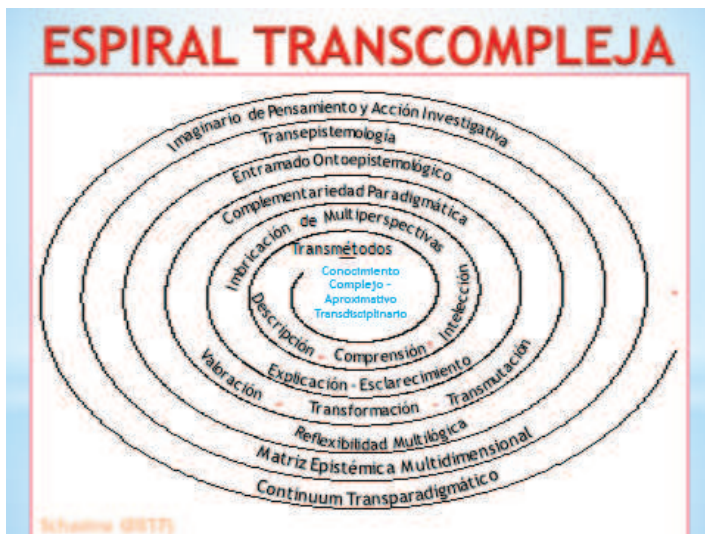 ESPIRAL TRANSCOMPLEJA
Imaginario de Pensamiento y Acción Investigativa
Transepistemología
Entramado Ontoepistemológico
Complementariedad Paradigmática
Imbricación de Multiperspectivas
Transmétodos
Conocimiento
Complejo -
Aproximativo
Transdisciplinario
Descripción - Comprensión - Intelección
Explicación - Esclarecimiento
Valoración - Transformación - Transmutación
Reflexibilidad Multilógica
Matriz Epistémica Multidimensional
Continuum Transparadigmático